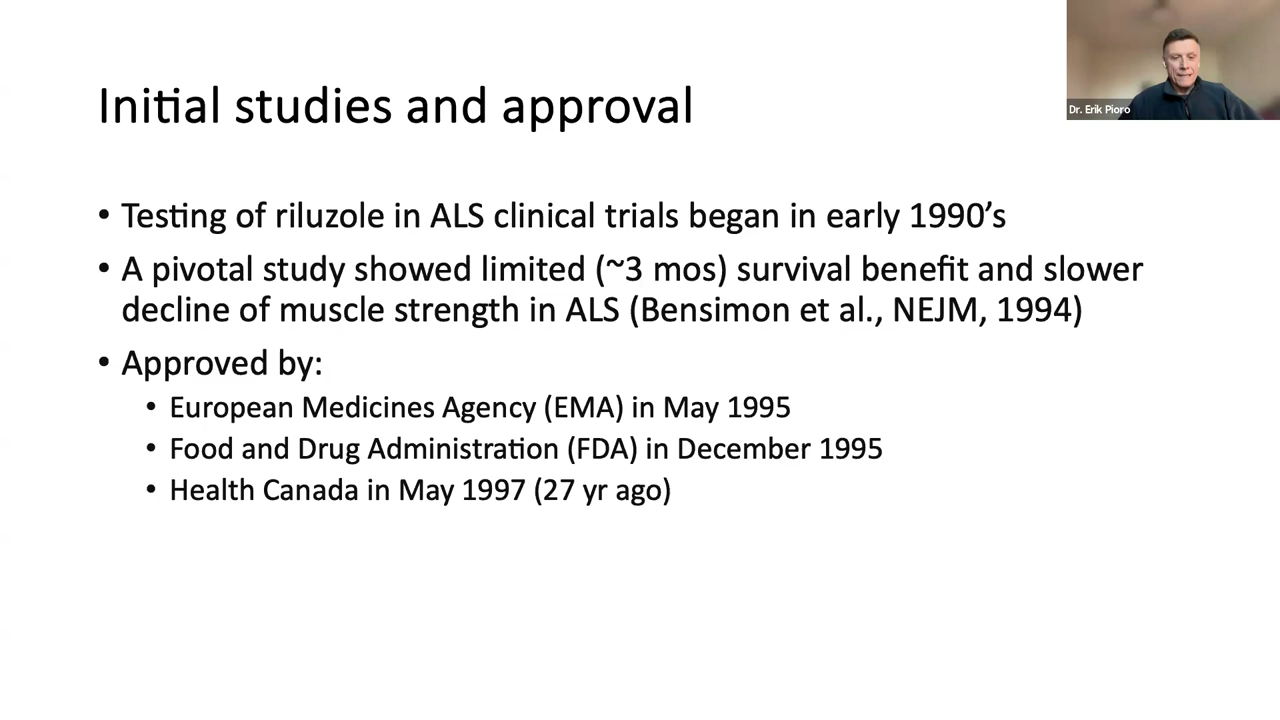 Initial studies and approval
Dr. Erik Pioro
• Testing of riluzole in ALS clinical trials began in early 1990’s
• A pivotal study showed limited (~3 mos) survival benefit and slower
decline of muscle strength in ALS (Bensimon et al., NEJM, 1994)
• Approved by:
• European Medicines Agency (EMA) in May 1995
• Food and Drug Administration (FDA) in December 1995
• Health Canada in May 1997 (27 yr ago)